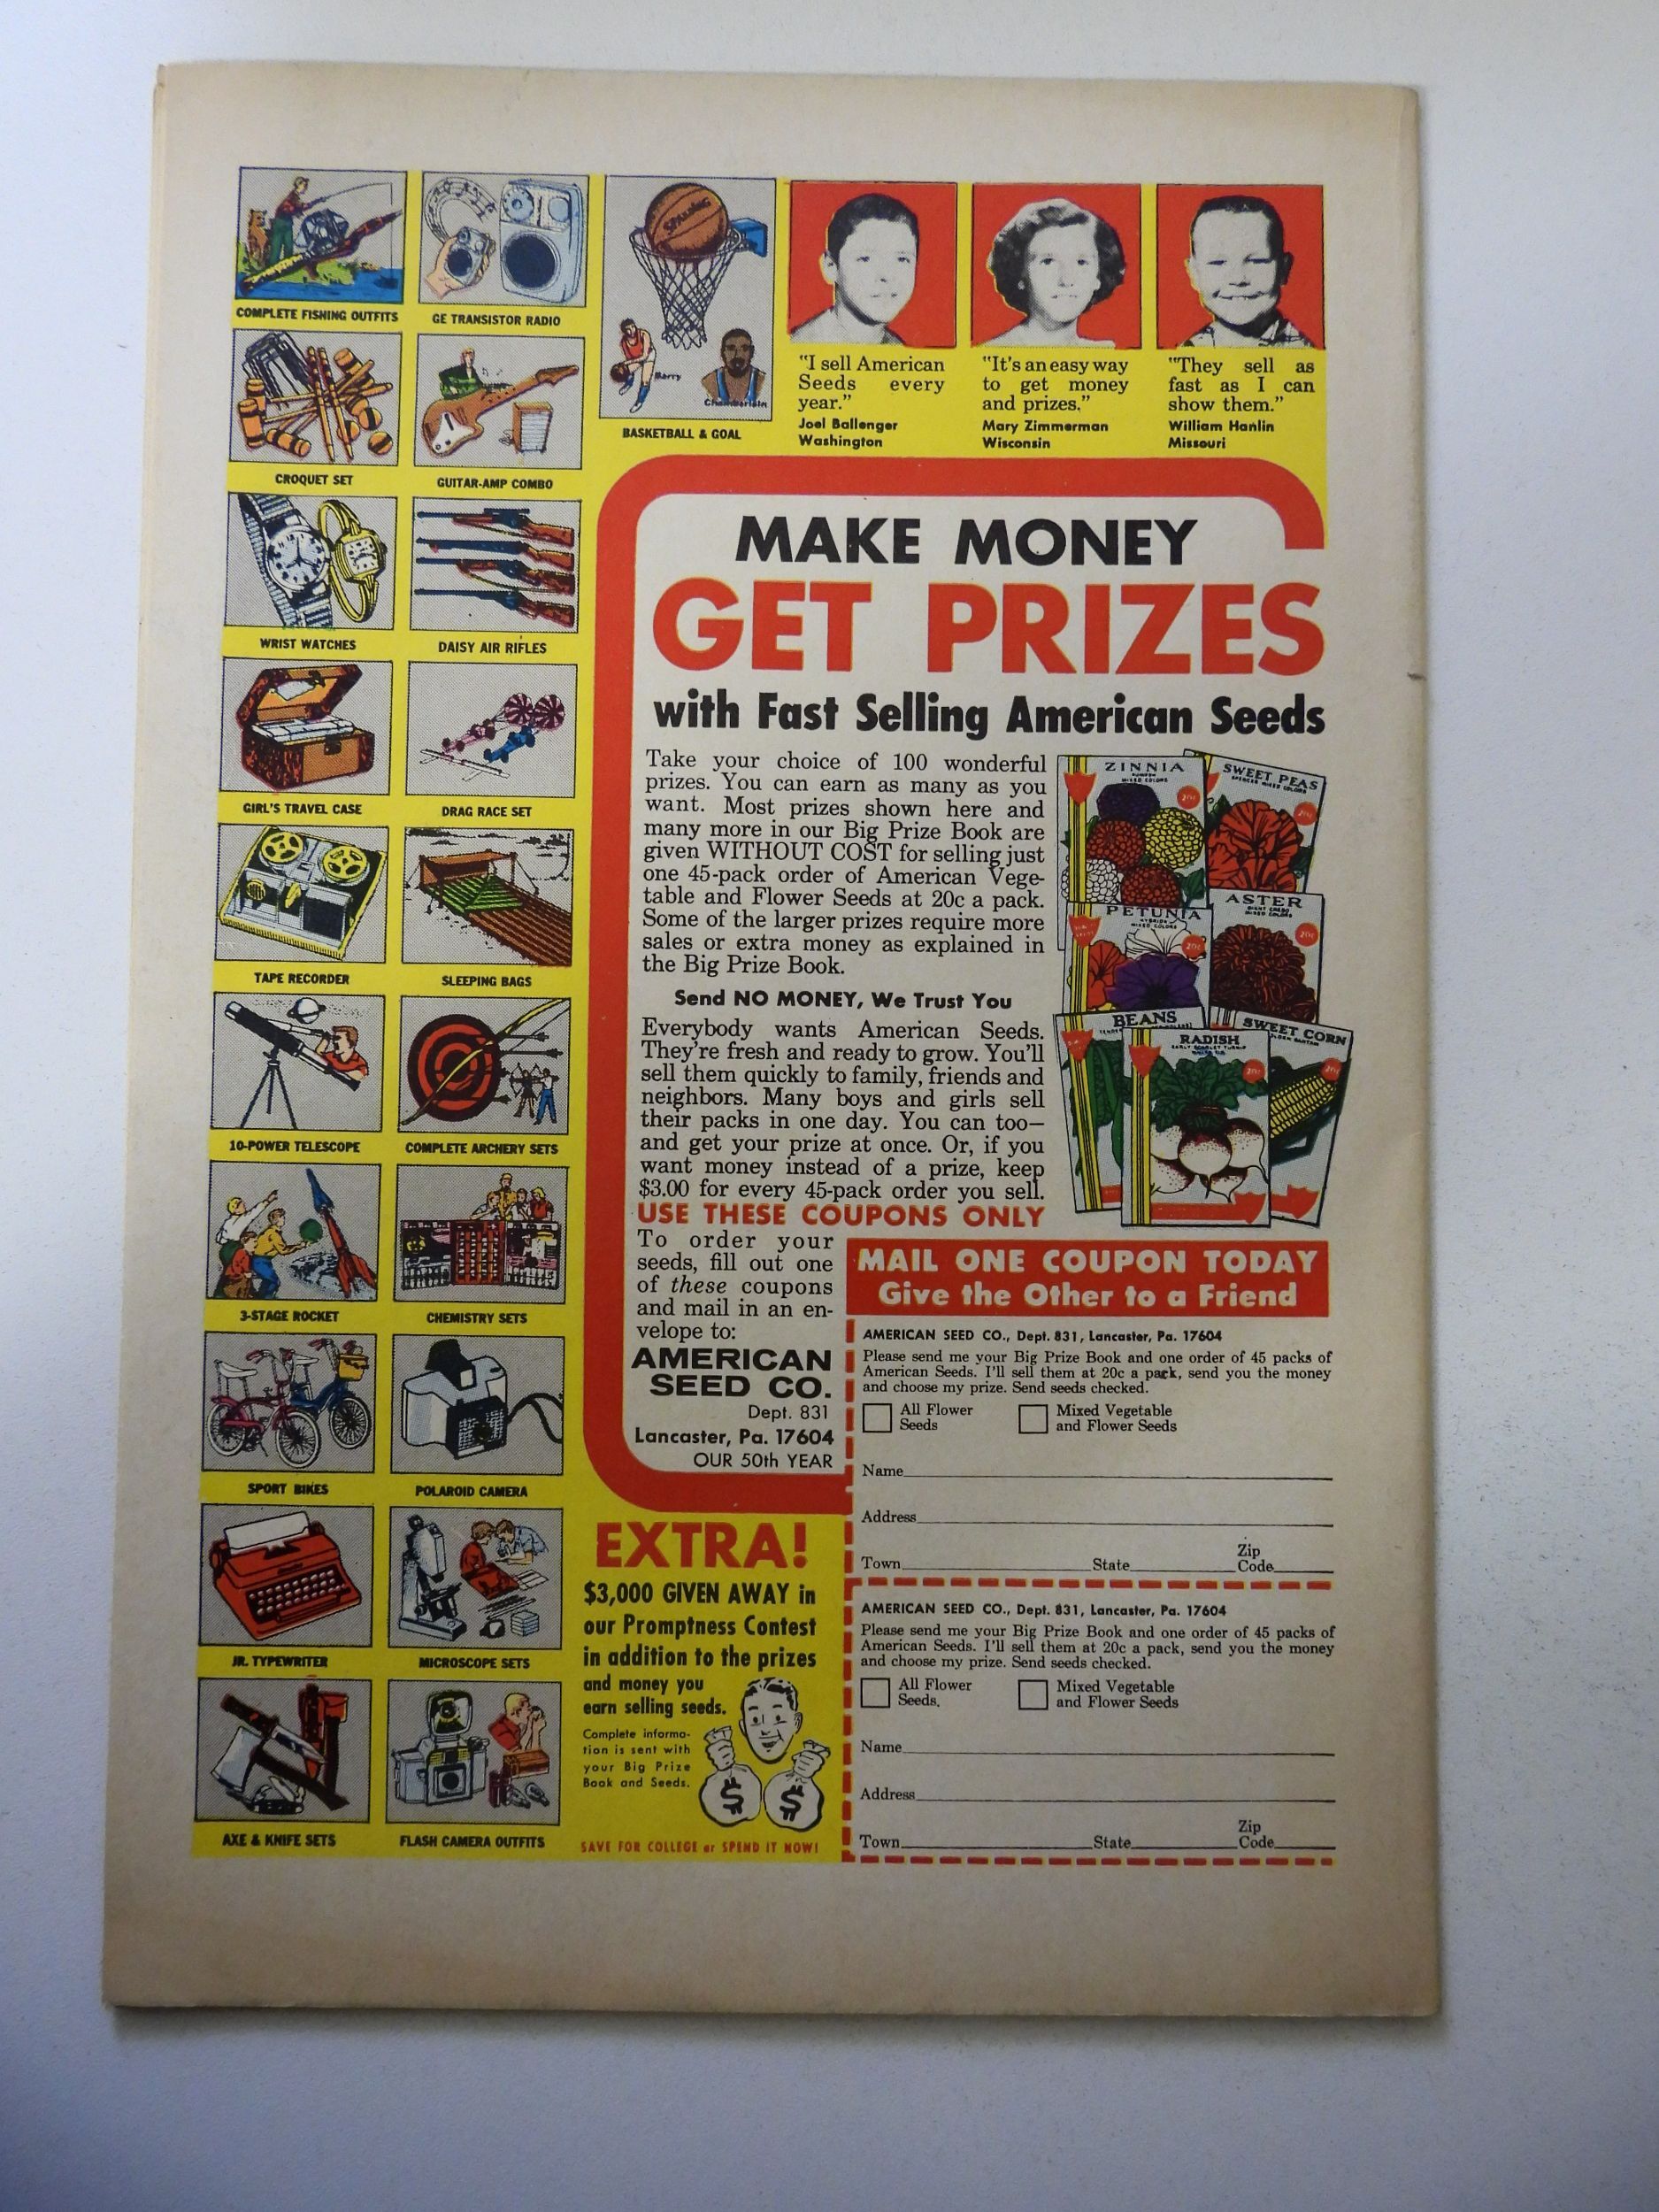 COMPLETE FISHING OUTFITS
GE TRANSISTOR RADIO
SPALDING
Barry
Chamberlain
BASKETBALL & GOAL
CROQUET SET
GUITAR-AMP COMBO
WRIST WATCHES
DAISY AIR RIFLES
GIRL'S TRAVEL CASE
DRAG RACE SET
TAPE RECORDER
SLEEPING BAGS
10-POWER TELESCOPE
COMPLETE ARCHERY SETS
3-STAGE ROCKET
CHEMISTRY SETS
SPORT BIKES
POLAROID CAMERA
JR. TYPEWRITER
MICROSCOPE SETS
AXE & KNIFE SETS
FLASH CAMERA OUTFITS
"I sell American
Seeds every
year."
Joel Ballenger
Washington
"It's an easy way
to get money
and prizes."
Mary Zimmerman
Wisconsin
"They sell as
fast as I can
show them."
William Hanlin
Missouri
MAKE MONEY
GET PRIZES
with Fast Selling American Seeds
Take your choice of 100 wonderful
prizes. You can earn as many as you
want. Most prizes shown here and
many more in our Big Prize Book are
given WITHOUT COST for selling just
one 45-pack order of American Vege-
table and Flower Seeds at 20c a pack.
Some of the larger prizes require more
sales or extra money as explained in
the Big Prize Book.
Send NO MONEY, We Trust You
Everybody wants American Seeds.
They're fresh and ready to grow. You'll
sell them quickly to family, friends and
neighbors. Many boys and girls sell
their packs in one day. You can too—
and get your prize at once. Or, if you
want money instead of a prize, keep
$3.00 for every 45-pack order you sell.
USE THESE COUPONS ONLY
To order your
seeds, fill out one
of these coupons
and mail in an en-
velope to:
AMERICAN
SEED CO.
Dept. 831
Lancaster, Pa. 17604
OUR 50th YEAR
ZINNIA
MIXED COLORS
20c
SWEET PEAS
SPENCER MIXED COLORS
20c
PETUNIA
HYBRIDA
MIXED COLORS
20c
ASTER
MIXED COLORS
20c
BEANS
RADISH
20c
SWEET CORN
20c
MAIL ONE COUPON TODAY
Give the Other to a Friend
AMERICAN SEED CO., Dept. 831, Lancaster, Pa. 17604
Please send me your Big Prize Book and one order of 45 packs of
American Seeds. I'll sell them at 20c a pack, send you the money
and choose my prize. Send seeds checked.
All Flower
Seeds
Mixed Vegetable
and Flower Seeds
Name
Address
Town State Zip Code
AMERICAN SEED CO., Dept. 831, Lancaster, Pa. 17604
Please send me your Big Prize Book and one order of 45 packs of
American Seeds. I'll sell them at 20c a pack, send you the money
and choose my prize. Send seeds checked.
All Flower
Seeds.
Mixed Vegetable
and Flower Seeds
Name
Address
Town State Zip Code
EXTRA!
$3,000 GIVEN AWAY in
our Promptness Contest
in addition to the prizes
and money you
earn selling seeds.
Complete informa-
tion is sent with
your Big Prize
Book and Seeds.
$ $
SAVE FOR COLLEGE or SPEND IT NOW!